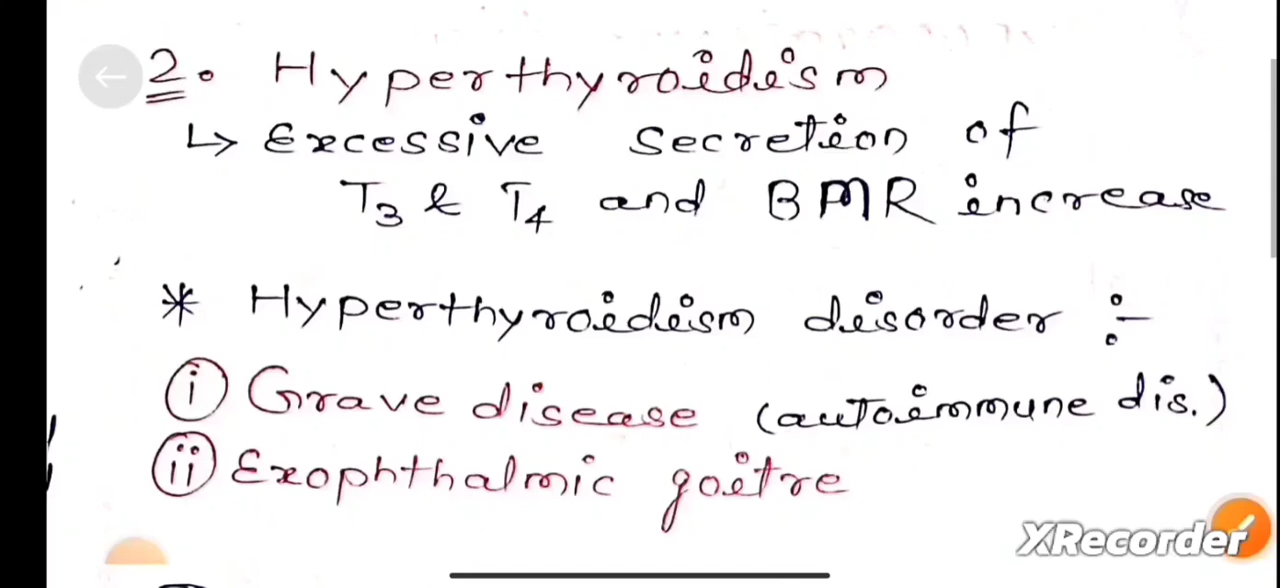 2. Hyperthyroidism
↳ Excessive secretion of
T3 & T4 and BMR increase
* Hyperthyroidism disorder :-
(i) Grave disease (autoimmune dis.)
(ii) Exophthalmic goitre
XRecorder